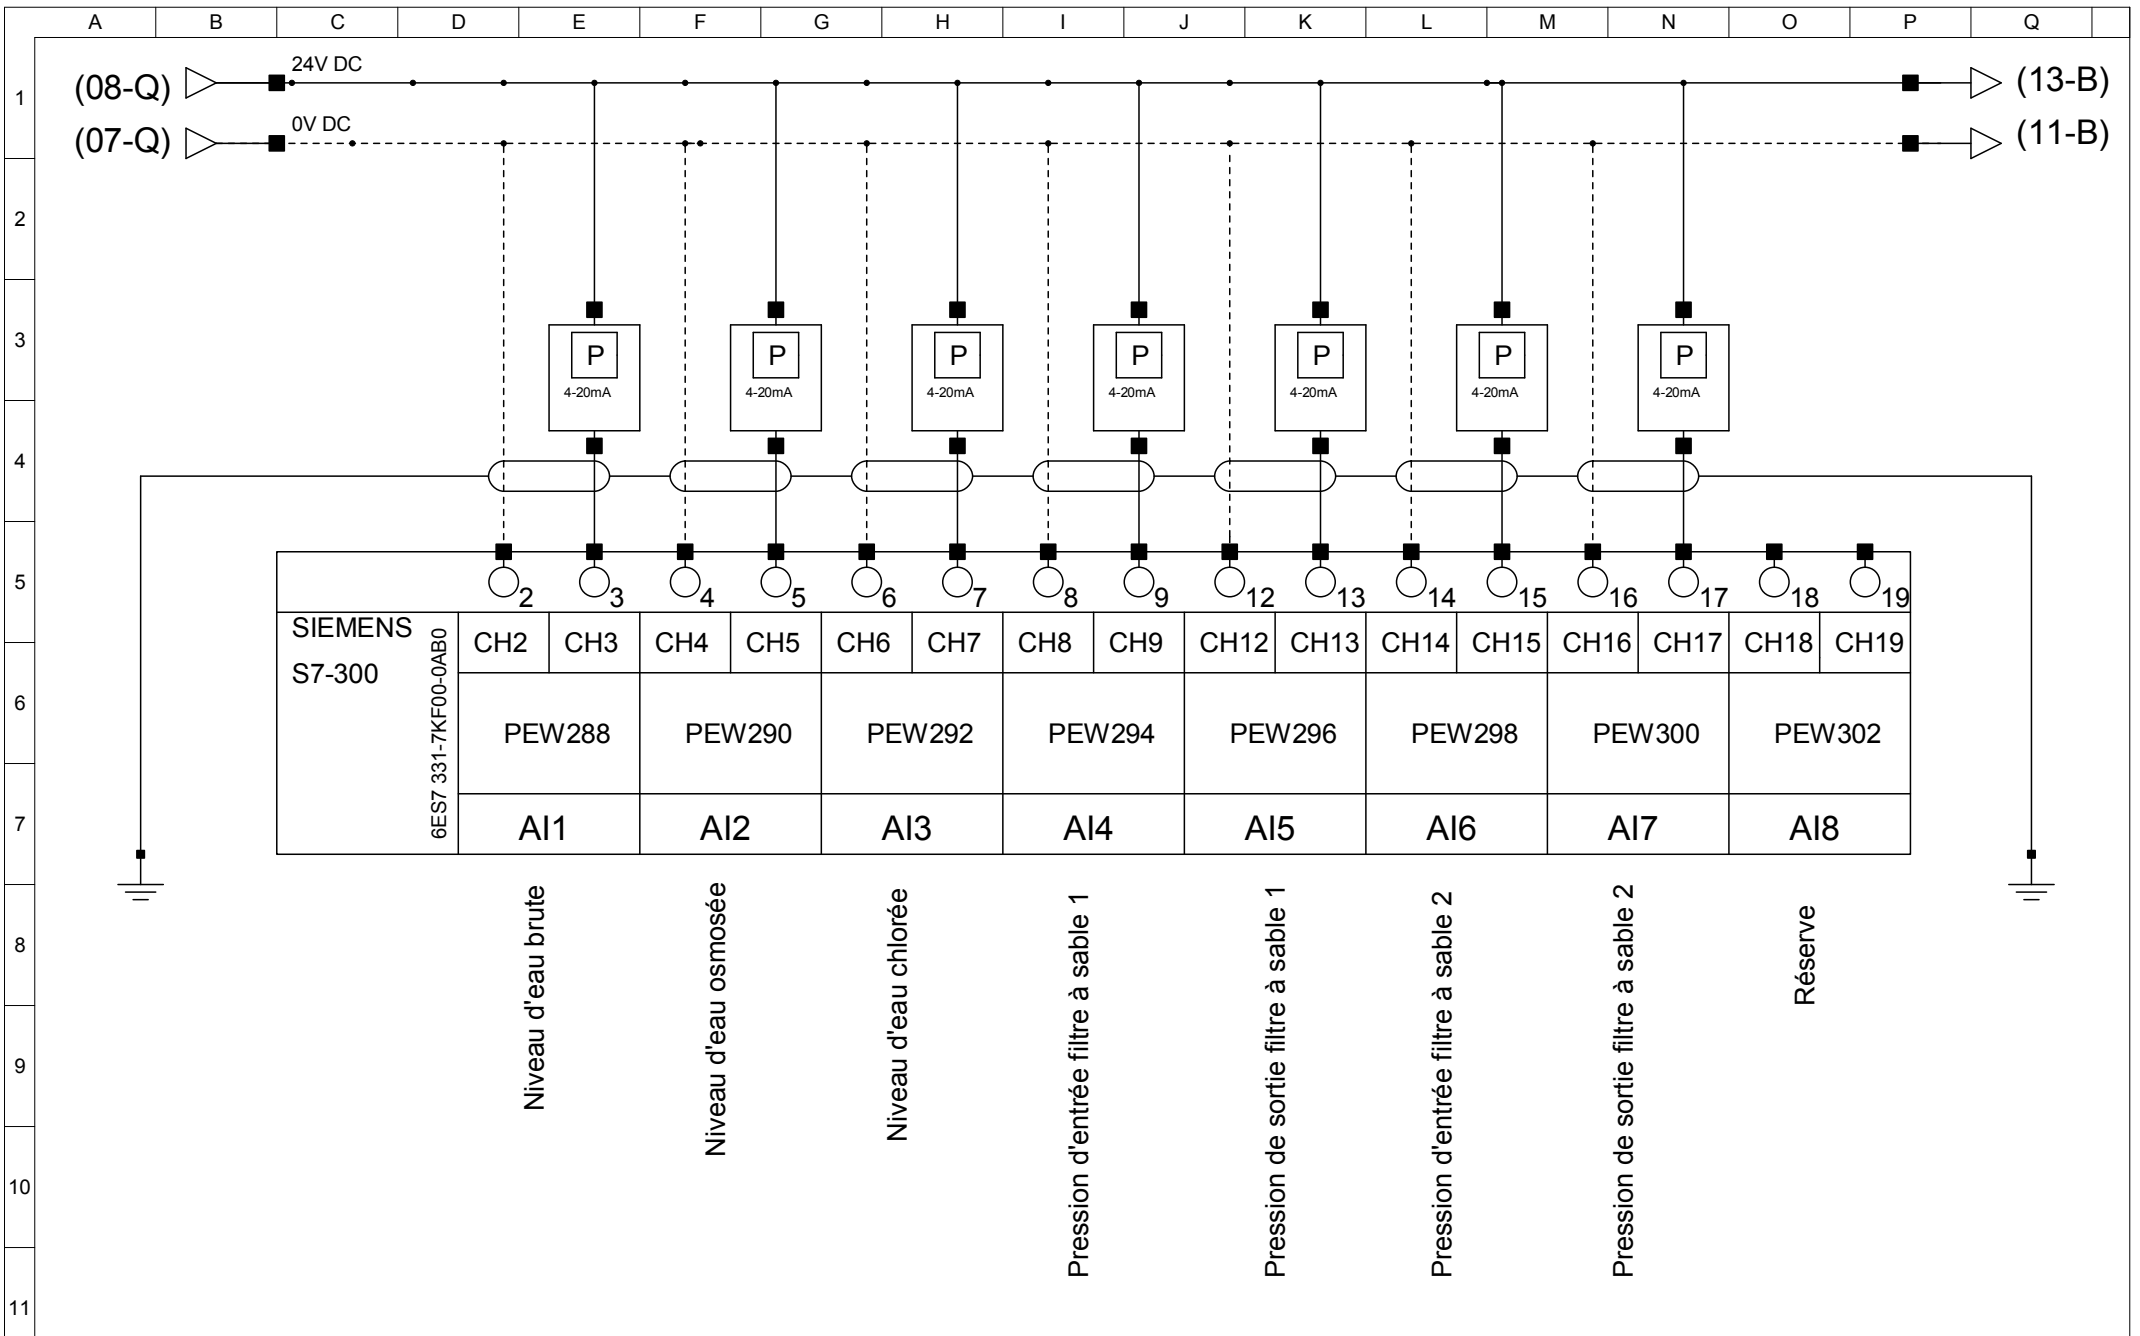 A B C D E F G H I J K L M N O P Q
24V DC
(08-Q) (13-B)
1
0V DC
(07-Q) (11-B)
2
3
P P P P P P P
4-20mA 4-20mA 4-20mA 4-20mA 4-20mA 4-20mA 4-20mA
4
5
2 3 4 5 6 7 8 9 12 13 14 15 16 17 18 19
SIEMENS
S7-300
6ES7 331-7KF00-0AB0
CH2 CH3 CH4 CH5 CH6 CH7 CH8 CH9 CH12 CH13 CH14 CH15 CH16 CH17 CH18 CH19
6
PEW288 PEW290 PEW292 PEW294 PEW296 PEW298 PEW300 PEW302
7
AI1 AI2 AI3 AI4 AI5 AI6 AI7 AI8
8
Niveau d'eau brute
Niveau d'eau osmosée
Niveau d'eau chlorée
Pression d'entrée filtre à sable 1
Pression de sortie filtre à sable 1
Pression d'entrée filtre à sable 2
Pression de sortie filtre à sable 2
Réserve
9
10
11